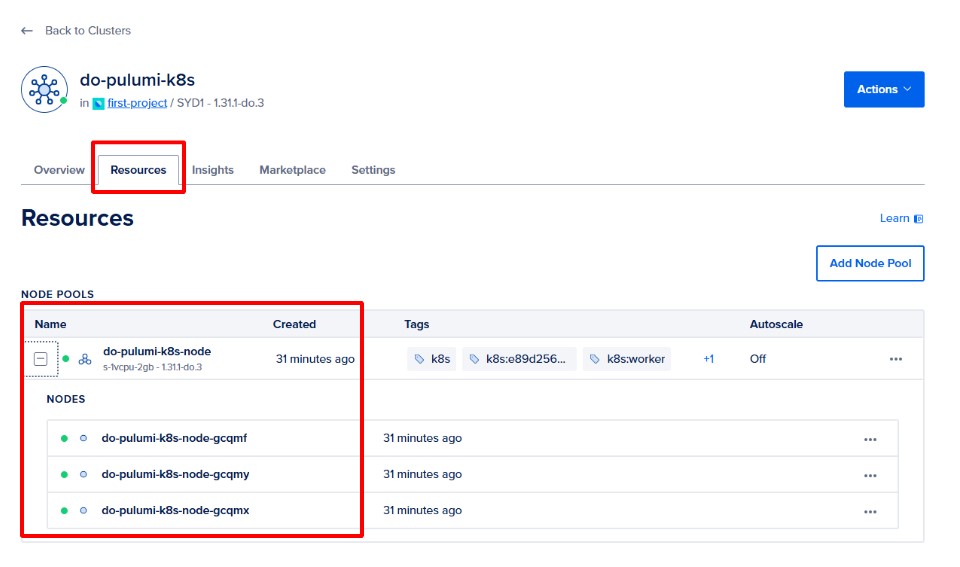 ← Back to Clusters
do-pulumi-k8s
in first-project / SYD1 - 1.31.1-do.3
Actions
Overview Resources Insights Marketplace Settings
Resources
Learn
Add Node Pool
NODE POOLS
Name Created Tags Autoscale
do-pulumi-k8s-node
s-1vcpu-2gb - 1.31.1-do.3
31 minutes ago k8s k8s:e89d256... k8s:worker +1 Off
NODES
do-pulumi-k8s-node-gcqmf 31 minutes ago
do-pulumi-k8s-node-gcqmy 31 minutes ago
do-pulumi-k8s-node-gcqmx 31 minutes ago